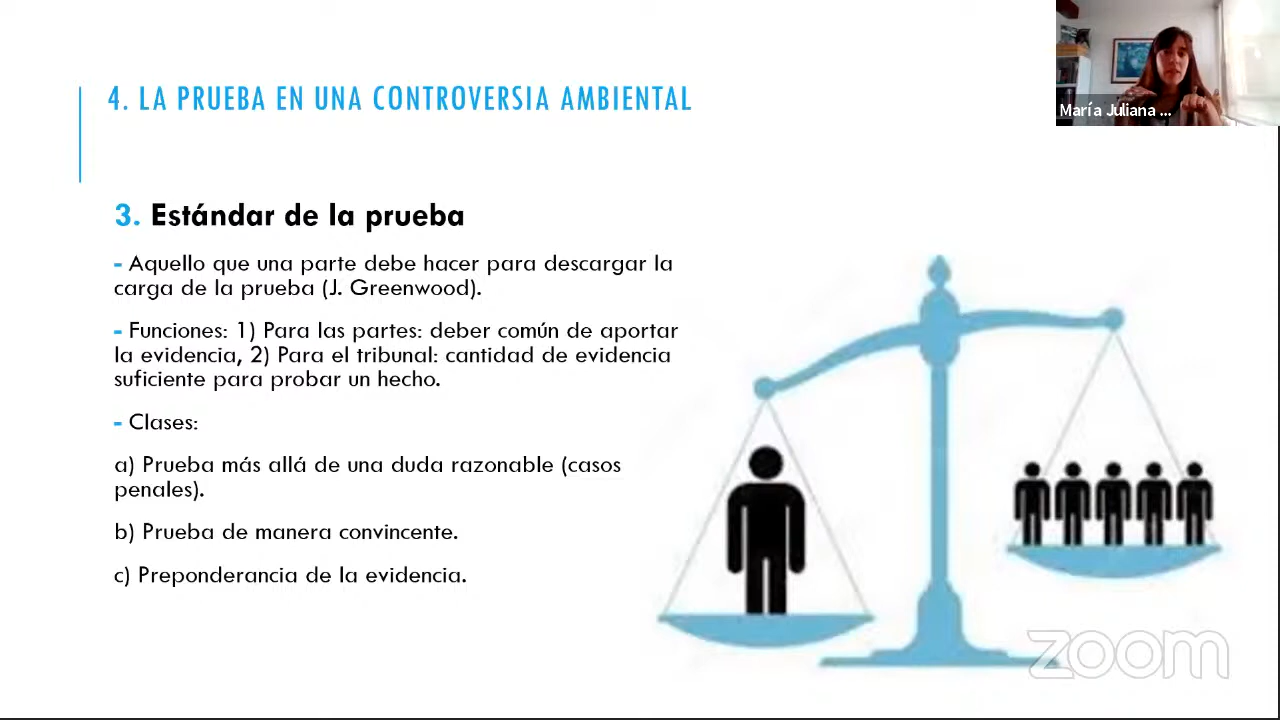 4. LA PRUEBA EN UNA CONTROVERSIA AMBIENTAL
María Juliana ...
3. Estándar de la prueba
- Aquello que una parte debe hacer para descargar la
carga de la prueba (J. Greenwood).
- Funciones: 1) Para las partes: deber común de aportar
la evidencia, 2) Para el tribunal: cantidad de evidencia
suficiente para probar un hecho.
- Clases:
a) Prueba más allá de una duda razonable (casos
penales).
b) Prueba de manera convincente.
c) Preponderancia de la evidencia.
zoom